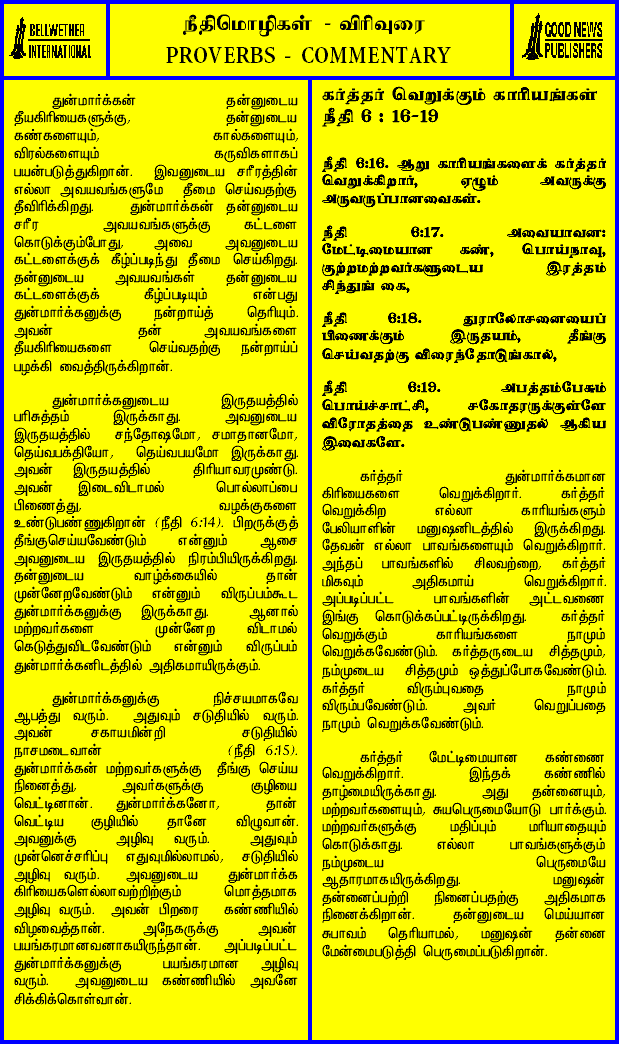 BELLWETHER
INTERNATIONAL
நீதிமொழிகள் - விரிவுரை
PROVERBS - COMMENTARY
GOOD NEWS
PUBLISHERS
துன்மார்க்கன் தன்னுடைய
தீயகிரியைகளுக்கு, தன்னுடைய
கண்களையும், கால்களையும்,
விரல்களையும் கருவிகளாகப்
பயன்படுத்துகிறான். இவனுடைய சரீரத்தின்
எல்லா அவயவங்களுமே தீமை செய்வதற்கு
தீவிரிக்கிறது. துன்மார்க்கன் தன்னுடைய
சரீர அவயவங்களுக்கு கட்டளை
கொடுக்கும்போது, அவை அவனுடைய
கட்டளைக்குக் கீழ்ப்படிந்து தீமை செய்கிறது.
தன்னுடைய அவயவங்கள் தன்னுடைய
கட்டளைக்குக் கீழ்ப்படியும் என்பது
துன்மார்க்கனுக்கு நன்றாய்த் தெரியும்.
அவன் தன் அவயவங்களை
தீயகிரியைகளை செய்வதற்கு நன்றாய்ப்
பழக்கி வைத்திருக்கிறான்.
துன்மார்க்கனுடைய இருதயத்தில்
பரிசுத்தம் இருக்காது. அவனுடைய
இருதயத்தில் சந்தோஷமோ, சமாதானமோ,
தெய்வபக்தியோ, தெய்வபயமோ இருக்காது.
அவன் இருதயத்தில் திரியாவரமுண்டு.
அவன் இடைவிடாமல் பொல்லாப்பை
பிணைத்து, வழக்குகளை
உண்டுபண்ணுகிறான் (நீதி 6:14). பிறருக்குத்
தீங்குசெய்யவேண்டும் என்னும் ஆசை
அவனுடைய இருதயத்தில் நிரம்பியிருக்கிறது.
தன்னுடைய வாழ்க்கையில் தான்
முன்னேறவேண்டும் என்னும் விருப்பம்கூட
துன்மார்க்கனுக்கு இருக்காது. ஆனால்
மற்றவர்களை முன்னேற விடாமல்
கெடுத்துவிடவேண்டும் என்னும் விருப்பம்
துன்மார்க்கனிடத்தில் அதிகமாயிருக்கும்.
துன்மார்க்கனுக்கு நிச்சயமாகவே
ஆபத்து வரும். அதுவும் சடுதியில் வரும்.
அவன் சகாயமின்றி சடுதியில்
நாசமடைவான் (நீதி 6:15).
துன்மார்க்கன் மற்றவர்களுக்கு தீங்கு செய்ய
நினைத்து, அவர்களுக்கு குழியை
வெட்டினான். துன்மார்க்கனோ, தான்
வெட்டிய குழியில் தானே விழுவான்.
அவனுக்கு அழிவு வரும். அதுவும்
முன்னெச்சரிப்பு எதுவுமில்லாமல், சடுதியில்
அழிவு வரும். அவனுடைய துன்மார்க்க
கிரியைகளெல்லாவற்றிற்கும் மொத்தமாக
அழிவு வரும். அவன் பிறரை கண்ணியில்
விழவைத்தான். அநேகருக்கு அவன்
பயங்கரமானவனாகயிருந்தான். அப்படிப்பட்ட
துன்மார்க்கனுக்கு பயங்கரமான அழிவு
வரும். அவனுடைய கண்ணியில் அவனே
சிக்கிக்கொள்வான்.
கர்த்தர் வெறுக்கும் காரியங்கள்
நீதி 6 : 16-19
நீதி 6:16. ஆறு காரியங்களைக் கர்த்தர்
வெறுக்கிறார், ஏழும் அவருக்கு
அருவருப்பானவைகள்.
நீதி 6:17. அவையாவன:
மேட்டிமையான கண், பொய்நாவு,
குற்றமற்றவர்களுடைய இரத்தம்
சிந்துங் கை,
நீதி 6:18. துராலோசனையைப்
பிணைக்கும் இருதயம், தீங்கு
செய்வதற்கு விரைந்தோடுங்கால்,
நீதி 6:19. அபத்தம்பேசும்
பொய்ச்சாட்சி, சகோதரருக்குள்ளே
விரோதத்தை உண்டுபண்ணுதல் ஆகிய
இவைகளே.
கர்த்தர் துன்மார்க்கமான
கிரியைகளை வெறுக்கிறார். கர்த்தர்
வெறுக்கிற எல்லா காரியங்களும்
பேலியாளின் மனுஷனிடத்தில் இருக்கிறது.
தேவன் எல்லா பாவங்களையும் வெறுக்கிறார்.
அந்தப் பாவங்களில் சிலவற்றை, கர்த்தர்
மிகவும் அதிகமாய் வெறுக்கிறார்.
அப்படிப்பட்ட பாவங்களின் அட்டவணை
இங்கு கொடுக்கப்பட்டிருக்கிறது. கர்த்தர்
வெறுக்கும் காரியங்களை நாமும்
வெறுக்கவேண்டும். கர்த்தருடைய சித்தமும்,
நம்முடைய சித்தமும் ஒத்துப்போகவேண்டும்.
கர்த்தர் விரும்புவதை நாமும்
விரும்பவேண்டும். அவர் வெறுப்பதை
நாமும் வெறுக்கவேண்டும்.
கர்த்தர் மேட்டிமையான கண்ணை
வெறுக்கிறார். இந்தக் கண்ணில்
தாழ்மையிருக்காது. அது தன்னையும்,
மற்றவர்களையும், சுயபெருமையோடு பார்க்கும்.
மற்றவர்களுக்கு மதிப்பும் மரியாதையும்
கொடுக்காது. எல்லா பாவங்களுக்கும்
நம்முடைய பெருமையே
ஆதாரமாகயிருக்கிறது. மனுஷன்
தன்னைப்பற்றி நினைப்பதற்கு அதிகமாக
நினைக்கிறான். தன்னுடைய மெய்யான
சுபாவம் தெரியாமல், மனுஷன் தன்னை
மேன்மைபடுத்தி பெருமைப்படுகிறான்.